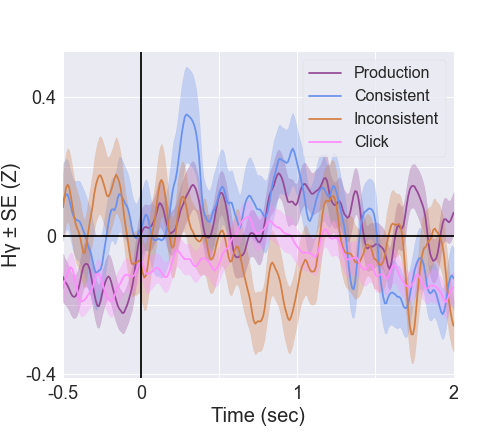 Production
Consistent
Inconsistent
Click
0.4
0
-0.4
Hγ ± SE (Z)
-0.5
0
1
2
Time (sec)